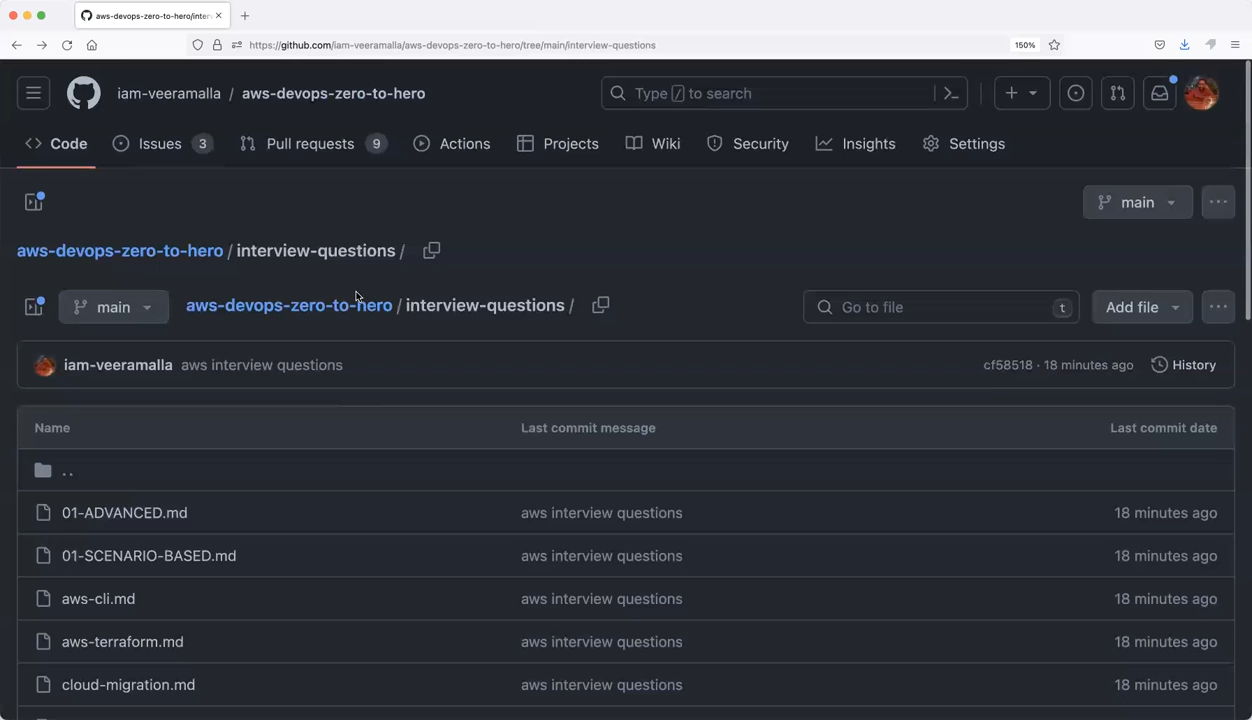 aws-devops-zero-to-hero/inter
https://github.com/iam-veeramalla/aws-devops-zero-to-hero/tree/main/interview-questions 150%
iam-veeramalla / aws-devops-zero-to-hero Type / to search
Code Issues 3 Pull requests 9 Actions Projects Wiki Security Insights Settings
main
aws-devops-zero-to-hero / interview-questions /
main aws-devops-zero-to-hero / interview-questions / Go to file t Add file
iam-veeramalla aws interview questions cf58518 · 18 minutes ago History
Name Last commit message Last commit date
..
01-ADVANCED.md aws interview questions 18 minutes ago
01-SCENARIO-BASED.md aws interview questions 18 minutes ago
aws-cli.md aws interview questions 18 minutes ago
aws-terraform.md aws interview questions 18 minutes ago
cloud-migration.md aws interview questions 18 minutes ago